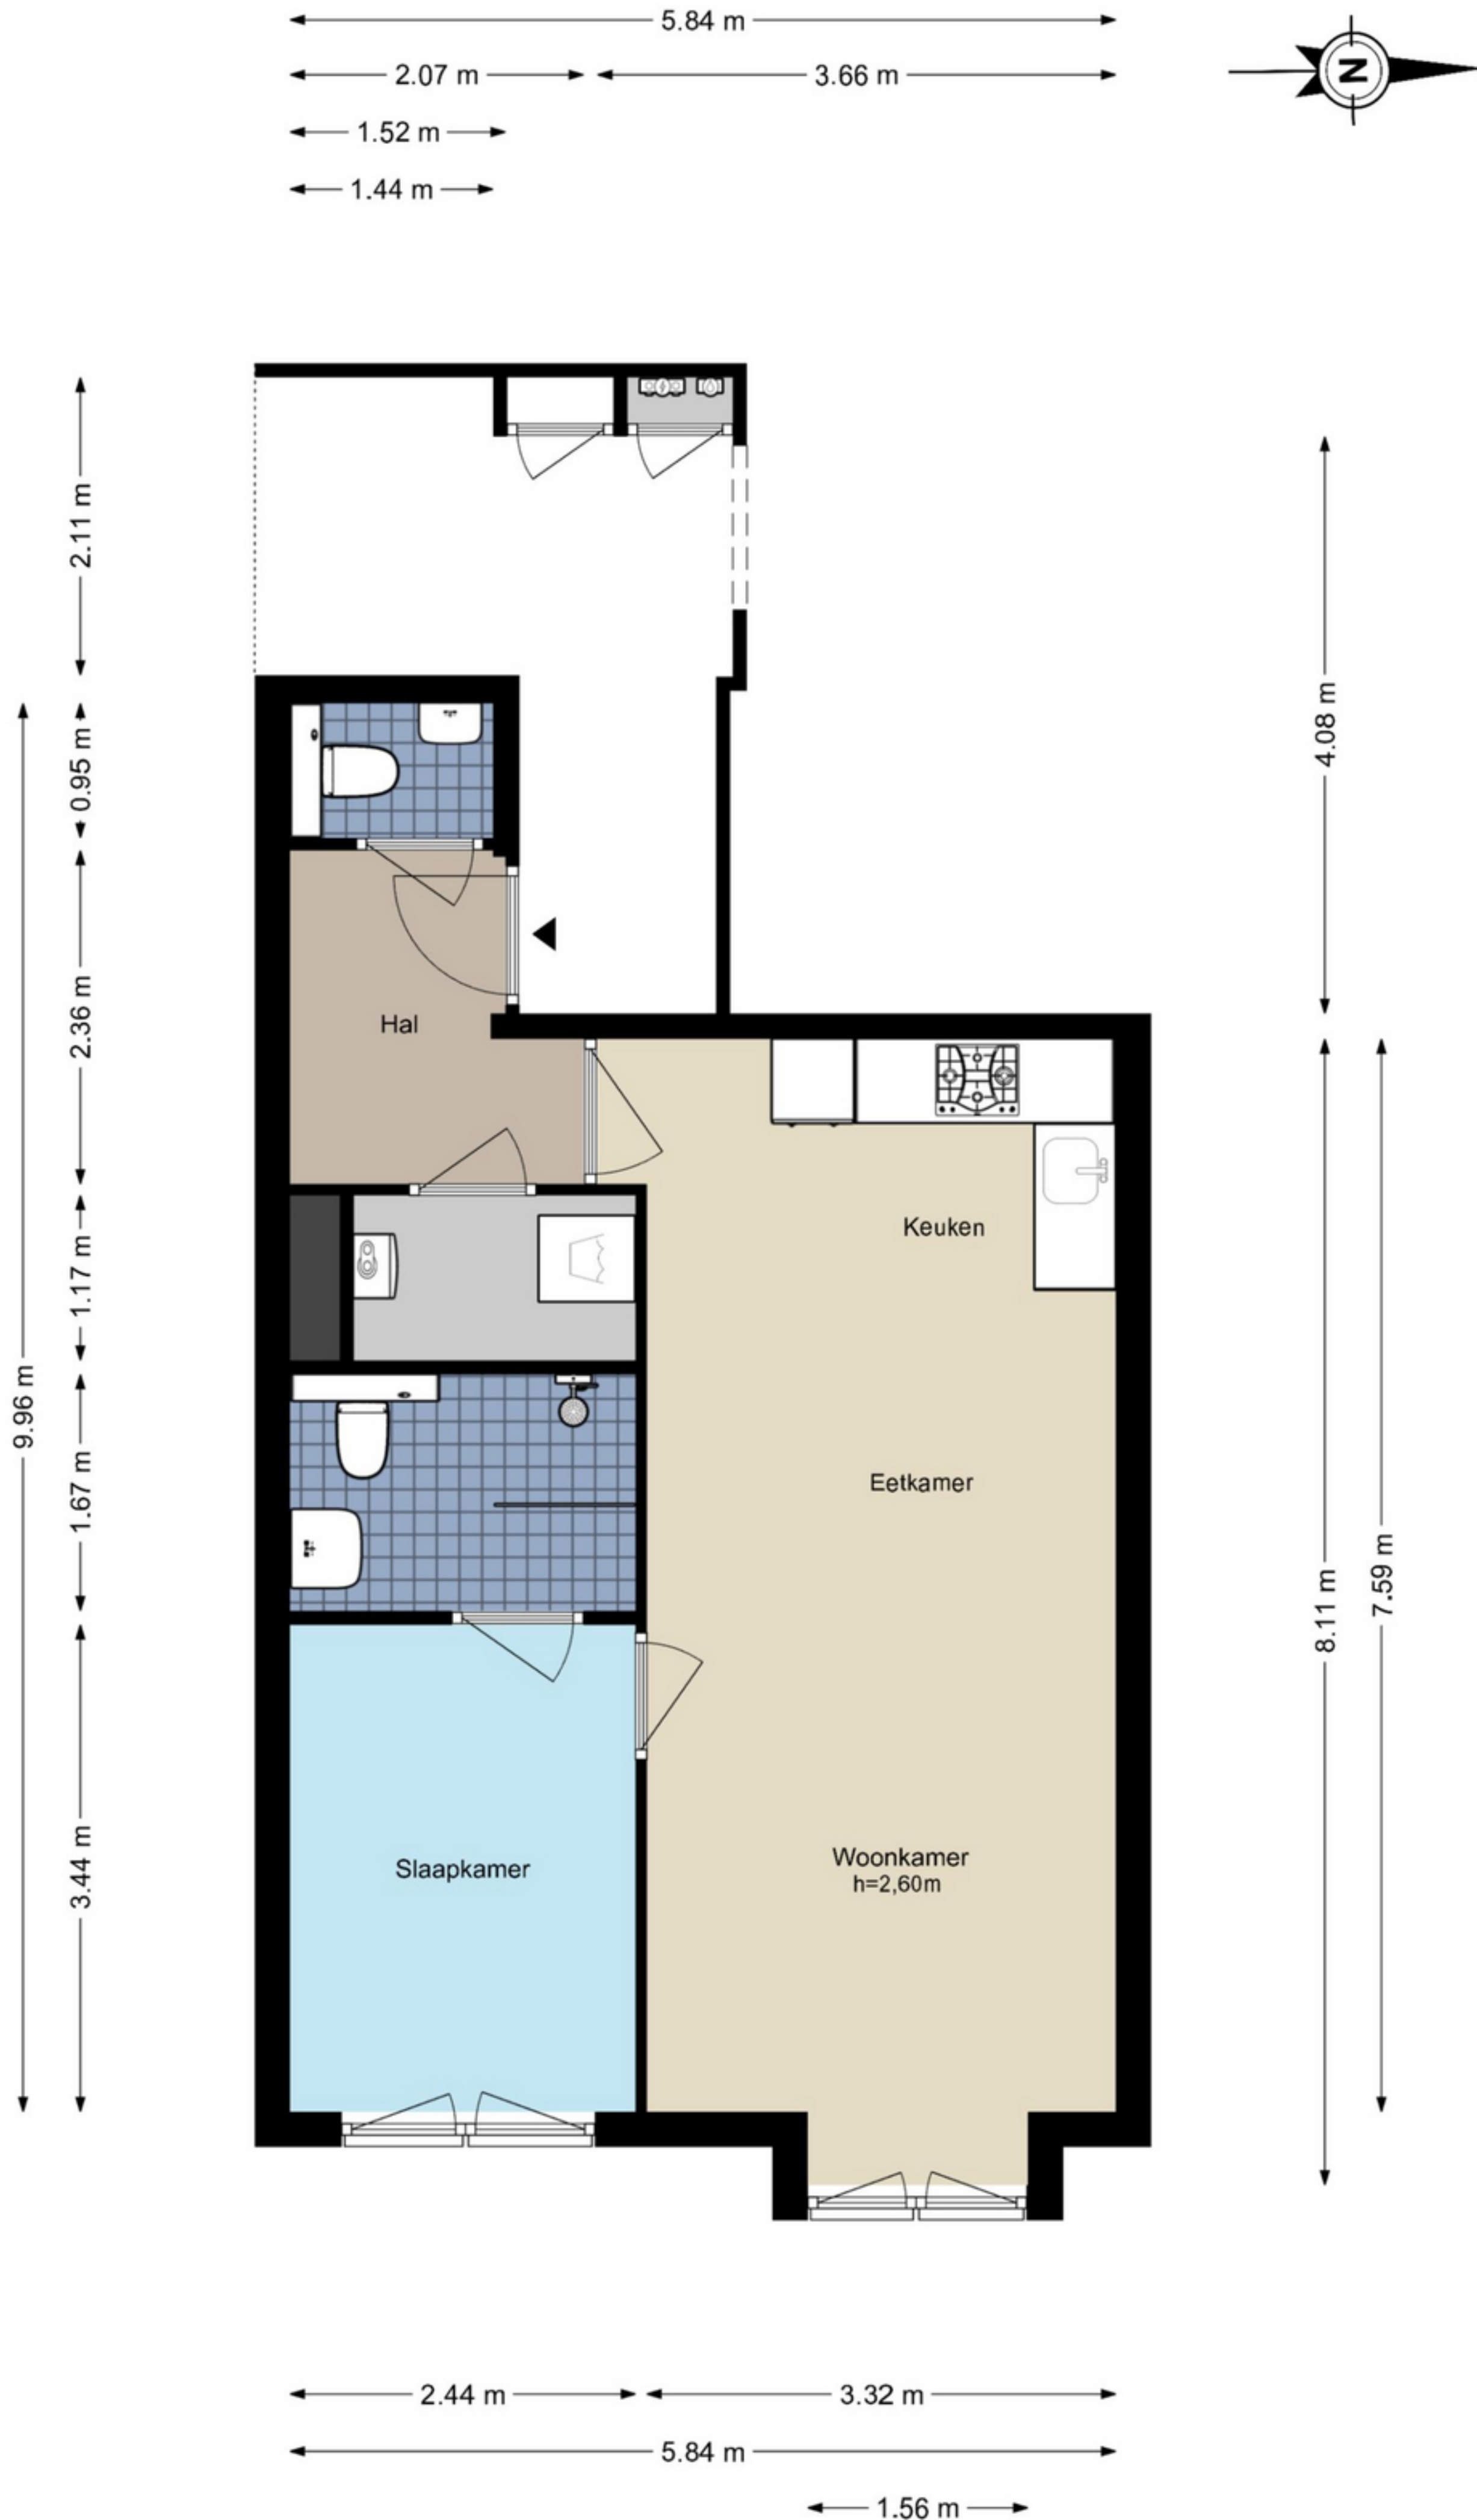 5.84 m
2.07 m
3.66 m
1.52 m
1.44 m
N
2.11 m
0.95 m
4.08 m
2.36 m
Hal
Keuken
1.17 m
9.96 m
1.67 m
Eetkamer
8.11 m
7.59 m
3.44 m
Slaapkamer
Woonkamer
h=2,60m
2.44 m
3.32 m
5.84 m
1.56 m